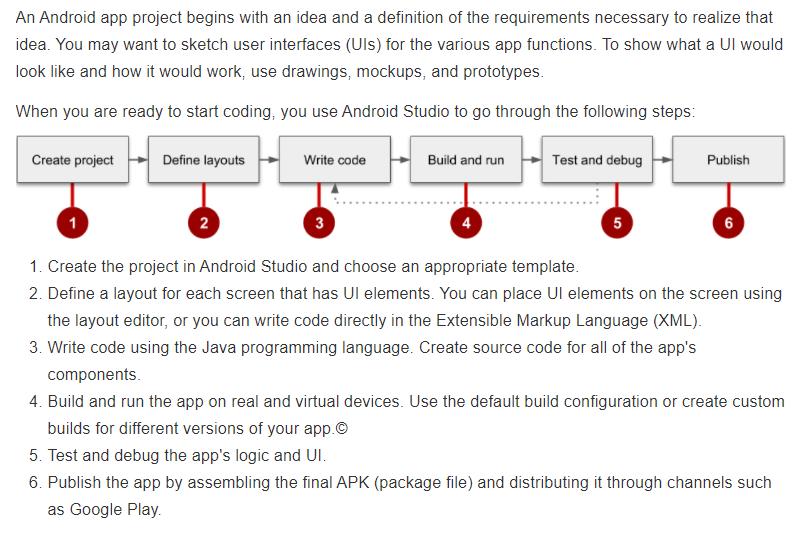 An Android app project begins with an idea and a definition of the requirements necessary to realize that
idea. You may want to sketch user interfaces (UIs) for the various app functions. To show what a UI would
look like and how it would work, use drawings, mockups, and prototypes.
When you are ready to start coding, you use Android Studio to go through the following steps:
Create project Define layouts Write code Build and run Test and debug Publish
1 2 3 4 5 6
1. Create the project in Android Studio and choose an appropriate template.
2. Define a layout for each screen that has UI elements. You can place UI elements on the screen using
the layout editor, or you can write code directly in the Extensible Markup Language (XML).
3. Write code using the Java programming language. Create source code for all of the app's
components.
4. Build and run the app on real and virtual devices. Use the default build configuration or create custom
builds for different versions of your app.©
5. Test and debug the app's logic and UI.
6. Publish the app by assembling the final APK (package file) and distributing it through channels such
as Google Play.